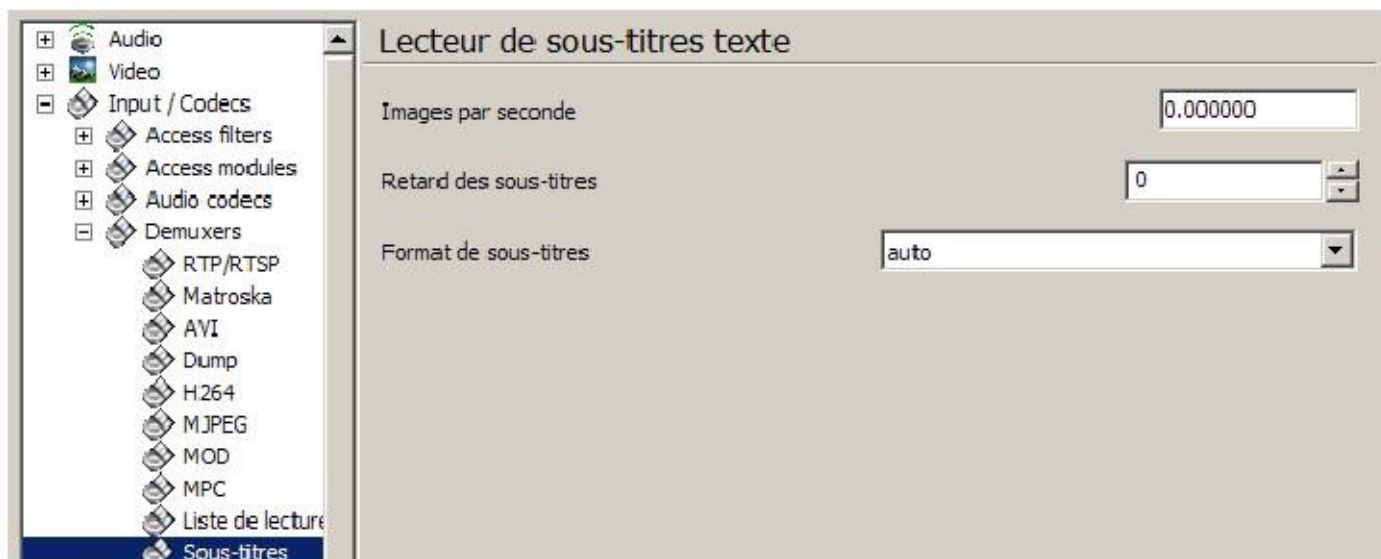 Audio
Video
Input / Codecs
Access filters
Access modules
Audio codecs
Demuxers
RTP/RTSP
Matroska
AVI
Dump
H264
MJPEG
MOD
MPC
Liste de lecture
Sous-titres
Lecteur de sous-titres texte
Images par seconde
0.000000
Retard des sous-titres
0
Format de sous-titres
auto